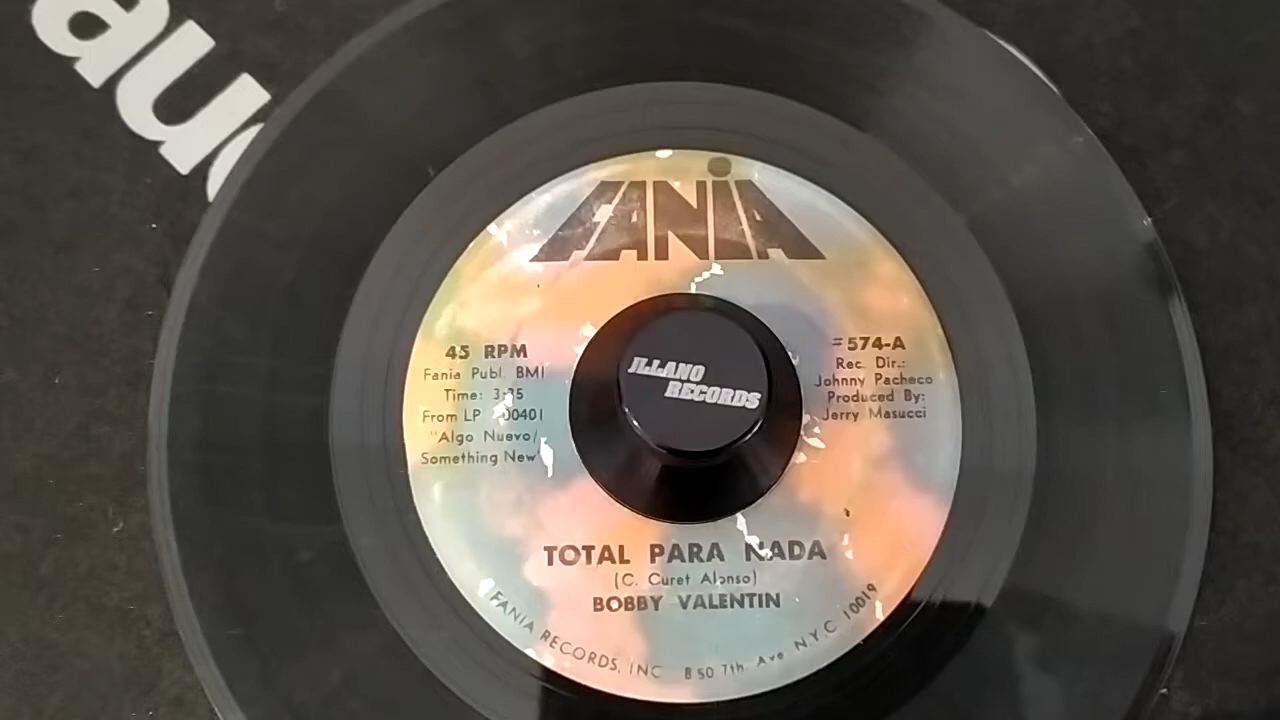 FANIA
45 RPM
Fania Publ. BMI
Time: 3:35
From LP 00401
"Algo Nuevo/
Something New"
#574-A
Rec. Dir.:
Johnny Pacheco
Produced By:
Jerry Masucci
ILLANO
RECORDS
TOTAL PARA NADA
(C. Curet Alonso)
BOBBY VALENTIN
FANIA RECORDS, INC 850 7th. Ave N.Y.C 10019